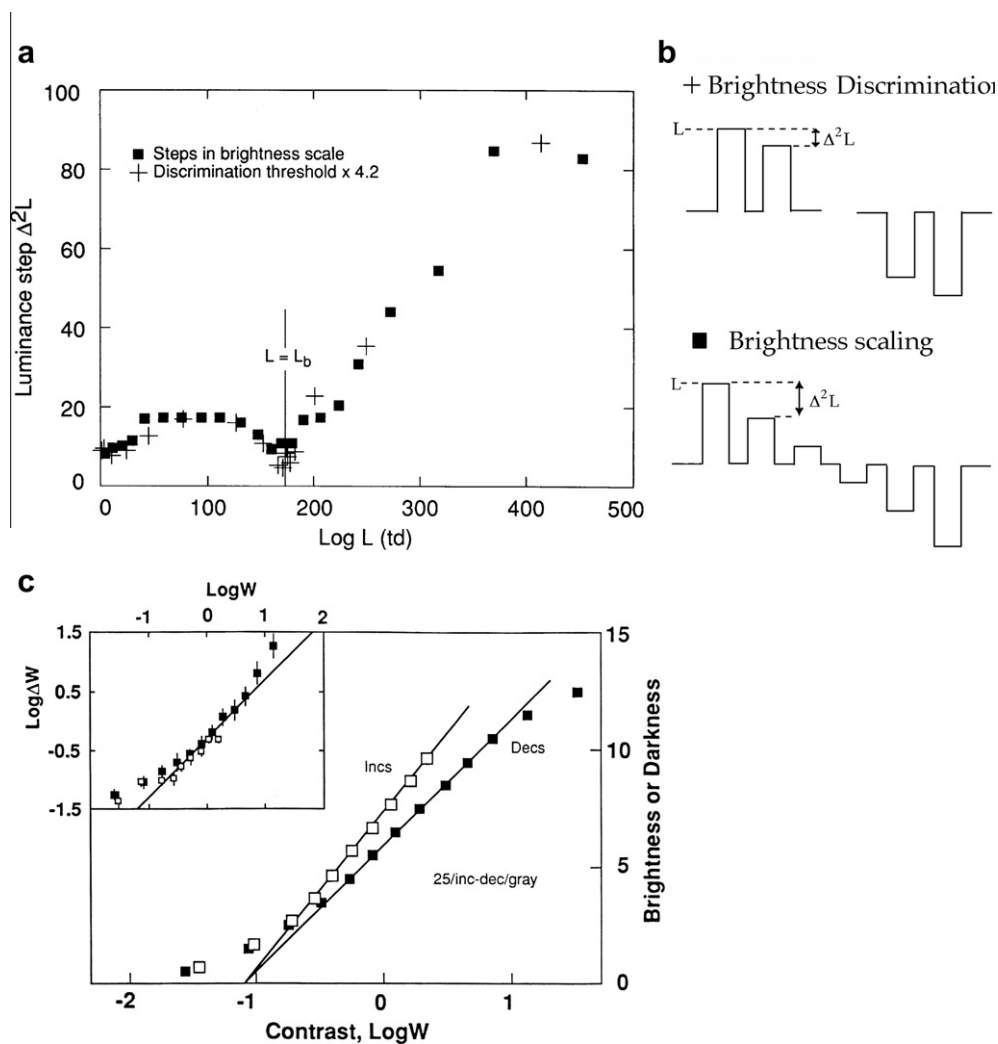 a
100
80
60
40
20
0
Luminance step Δ²L
■ Steps in brightness scale
+ Discrimination threshold x 4.2
L = L_b
0 100 200 300 400 500
Log L (td)
b
+ Brightness Discrimination
L
Δ²L
■ Brightness scaling
L
Δ²L
c
LogW
-1 0 1 2
1.5
0.5
-0.5
-1.5
LogΔW
Incs
Decs
25/inc-dec/gray
15
10
5
0
Brightness or Darkness
-2 -1 0 1
Contrast, LogW